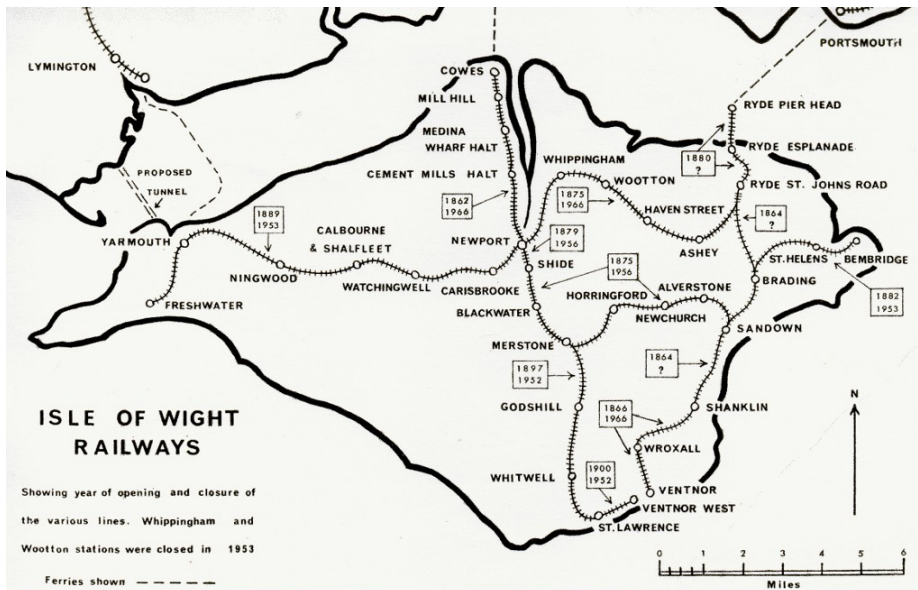 PORTSMOUTH
LYMINGTON
COWES
MILL HILL
RYDE PIER HEAD
MEDINA
WHARF HALT
RYDE ESPLANADE
WHIPPINGHAM
1880
?
PROPOSED
TUNNEL
CEMENT MILLS HALT
WOOTTON
RYDE ST. JOHNS ROAD
1862
1966
1875
1966
HAVEN STREET
1864
?
1889
1953
CALBOURNE
& SHALFLEET
YARMOUTH
NEWPORT
1879
1956
ASHEY
ST. HELENS
BEMBRIDGE
NINGWOOD
SHIDE
1875
1956
WATCHINGWELL
CARISBROOKE
ALVERSTONE
BRADING
FRESHWATER
HORRINGFORD
1882
1953
BLACKWATER
NEWCHURCH
SANDOWN
MERSTONE
1864
?
1897
1952
N
ISLE OF WIGHT
RAILWAYS
GODSHILL
1866
1966
SHANKLIN
WROXALL
WHITWELL
1900
1952
VENTNOR
VENTNOR WEST
ST. LAWRENCE
Showing year of opening and closure of
the various lines. Whippingham and
Wootton stations were closed in 1953
Ferries shown
0 1 2 3 4 5 6
Miles